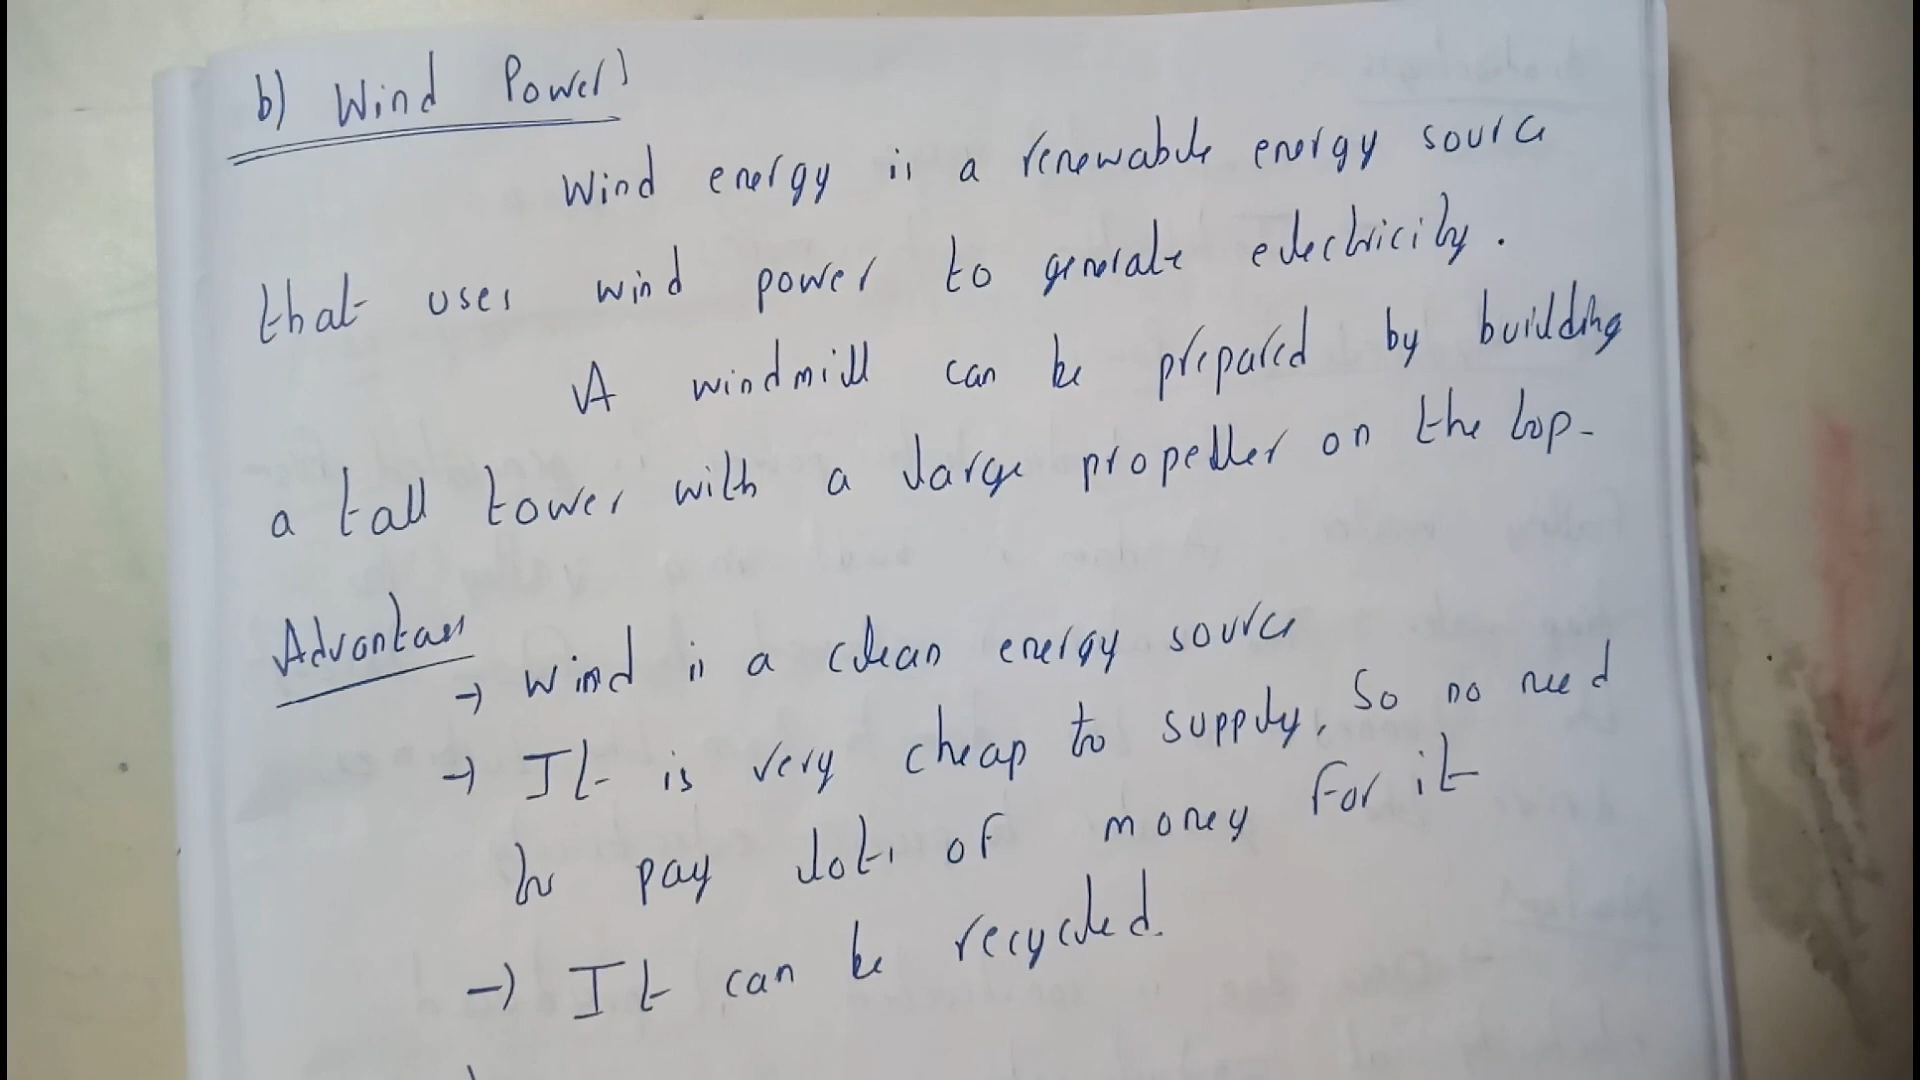 b) Wind Power)
Wind energy is a renewable energy source
that uses wind power to generate electricity.
A windmill can be prepared by building
a tall tower with a large propeller on the top-
Advantaes
→ Wind is a clean energy source
→ It is very cheap to supply, So no need
to pay lots of money for it
→ It can be recycled.